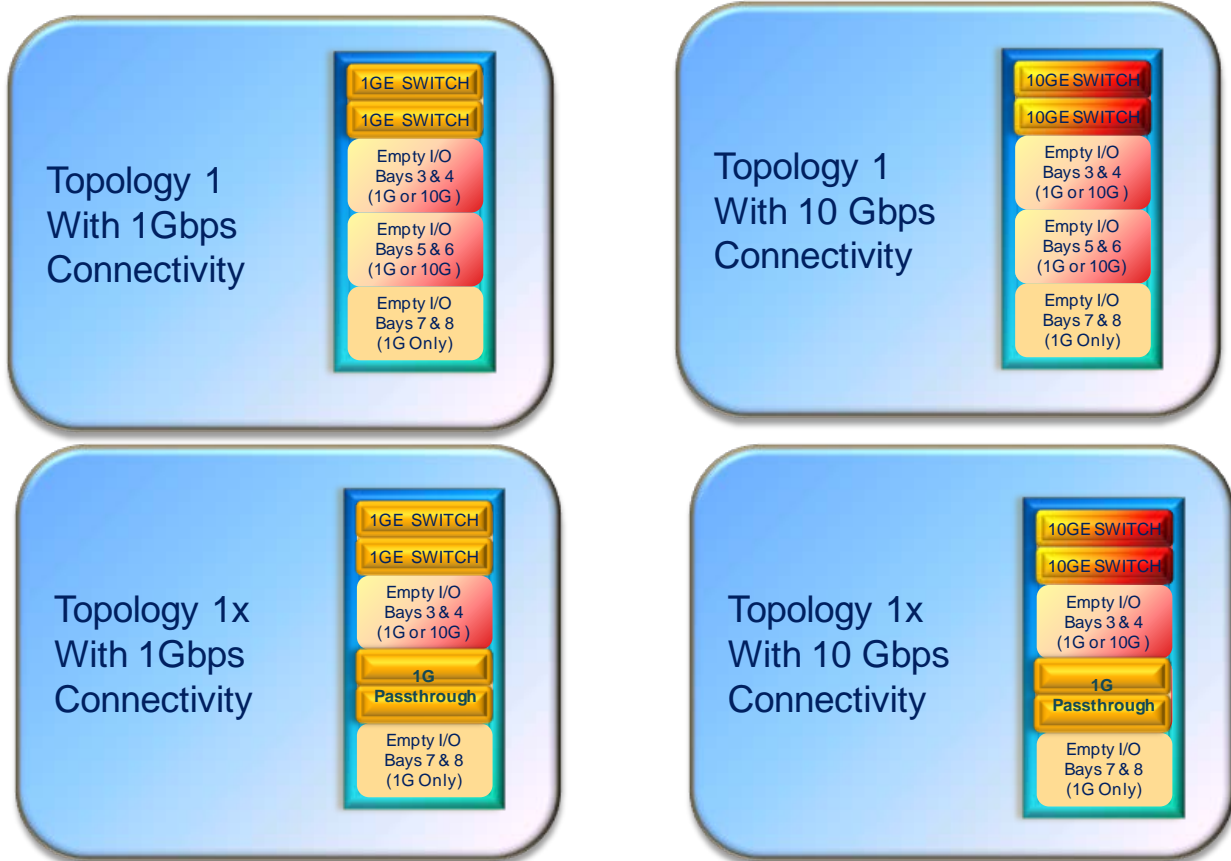 Topology 1
With 1Gbps
Connectivity
1GE SWITCH
1GE SWITCH
Empty I/O
Bays 3 & 4
(1G or 10G )
Empty I/O
Bays 5 & 6
(1G or 10G )
Empty I/O
Bays 7 & 8
(1G Only)
Topology 1
With 10 Gbps
Connectivity
10GE SWITCH
10GE SWITCH
Empty I/O
Bays 3 & 4
(1G or 10G )
Empty I/O
Bays 5 & 6
(1G or 10G)
Empty I/O
Bays 7 & 8
(1G Only)
Topology 1x
With 1Gbps
Connectivity
1GE SWITCH
1GE SWITCH
Empty I/O
Bays 3 & 4
(1G or 10G )
1G
Passthrough
Empty I/O
Bays 7 & 8
(1G Only)
Topology 1x
With 10 Gbps
Connectivity
10GE SWITCH
10GE SWITCH
Empty I/O
Bays 3 & 4
(1G or 10G )
1G
Passthrough
Empty I/O
Bays 7 & 8
(1G Only)